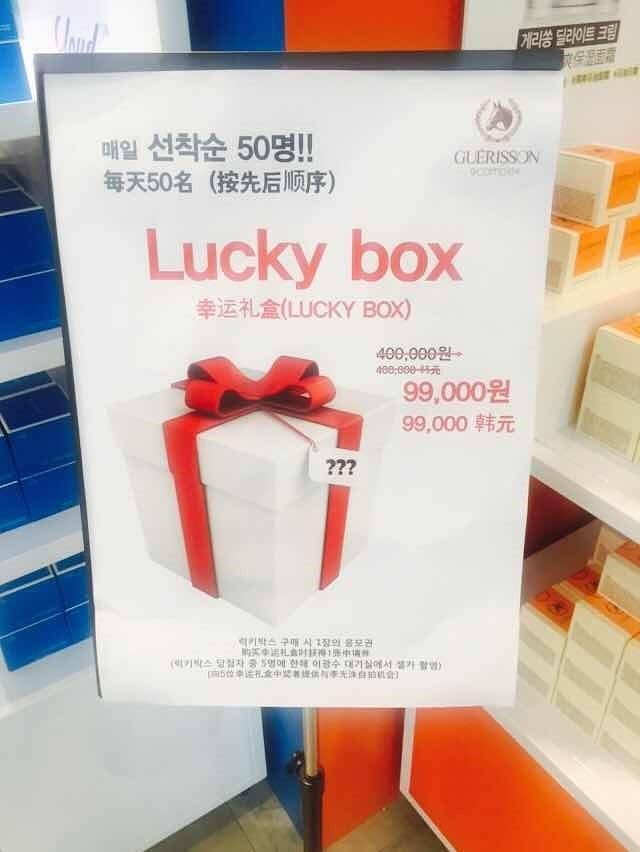 게리쏭 딜라이트 크림
爽保湿面霜
GUÉRISSON
9COMPLEX
매일 선착순 50명!!
每天50名 (按先后顺序)
Lucky box
幸运礼盒(LUCKY BOX)
400,000원→
400,000 韩元
99,000원
99,000 韩元
???
럭키박스 구매 시 1장의 응모권
购买幸运礼盒时获得1张申请券
(럭키박스 당첨자 중 5명에 한해 이광수 대기실에서 셀카 촬영)
(向5位幸运礼盒中奖者提供与李光洙自拍机会)